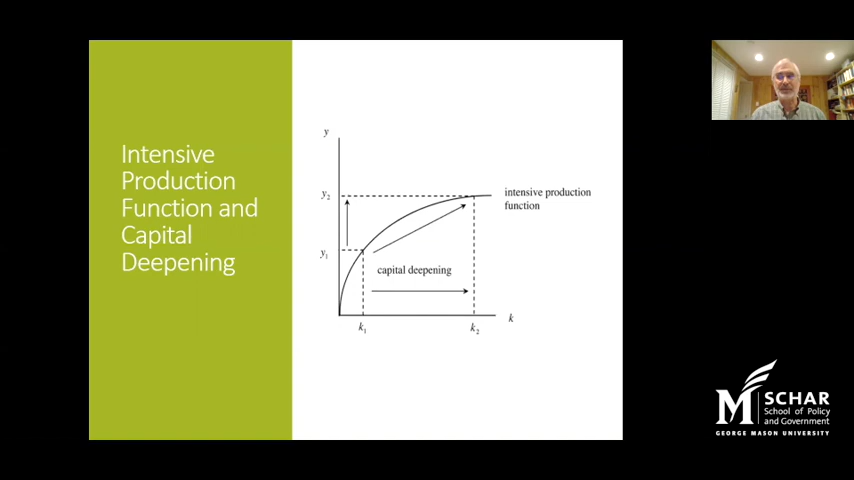 Intensive
Production
Function and
Capital
Deepening
y
y2
intensive production
function
y1
capital deepening
k1
k2
k
M SCHAR
School of Policy
and Government
GEORGE MASON UNIVERSITY